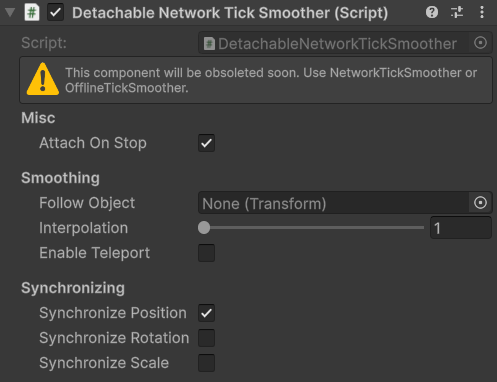 Detachable Network Tick Smoother (Script)
Script: DetachableNetworkTickSmoother
This component will be obsoleted soon. Use NetworkTickSmoother or
OfflineTickSmoother.
Misc
Attach On Stop
Smoothing
Follow Object None (Transform)
Interpolation 1
Enable Teleport
Synchronizing
Synchronize Position
Synchronize Rotation
Synchronize Scale